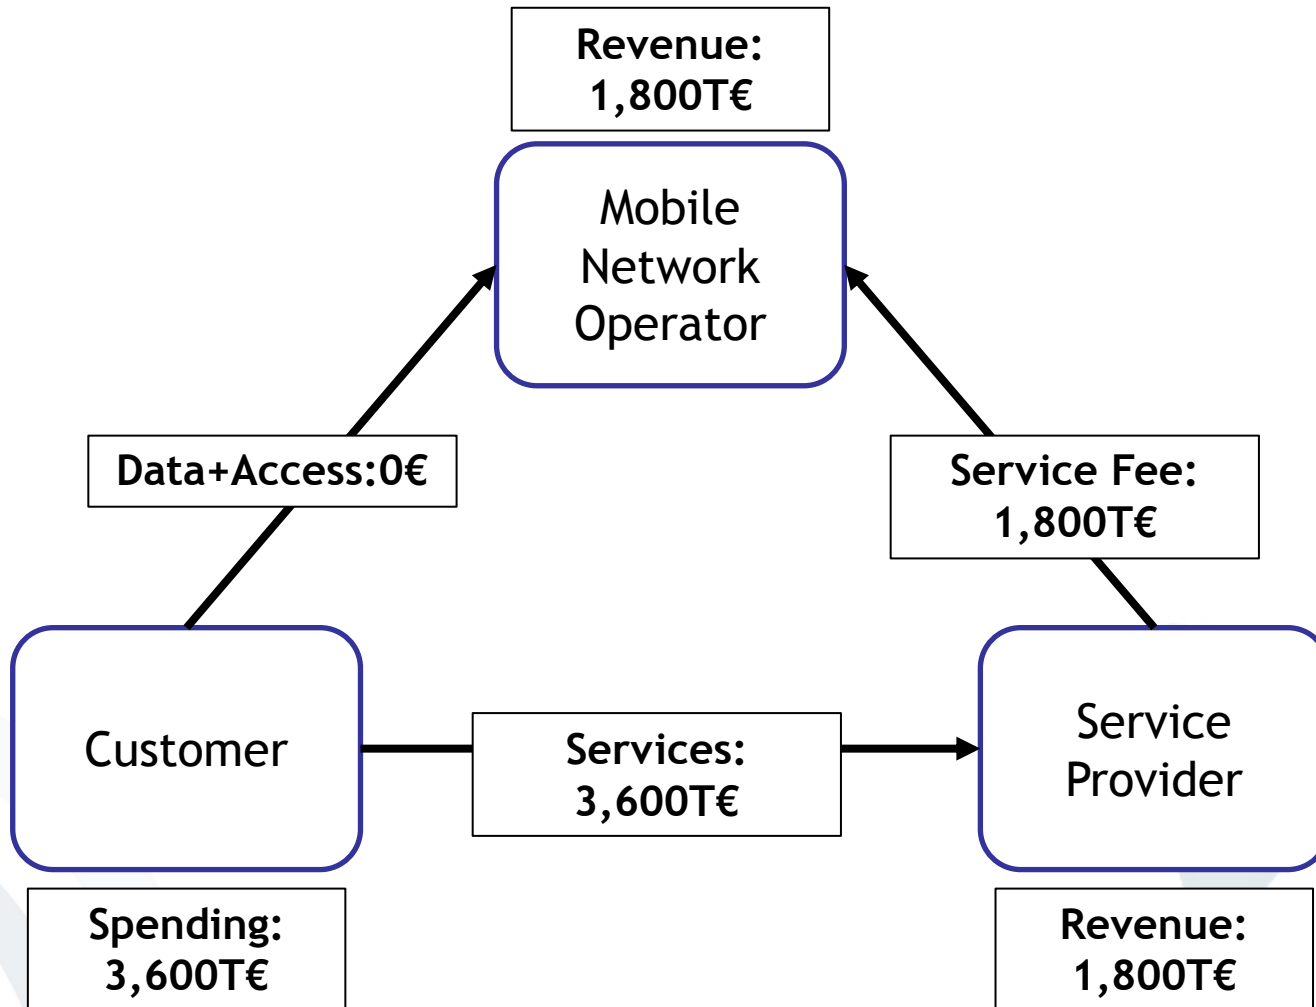 Revenue:
1,800T€
Mobile
Network
Operator
Data+Access:0€
Service Fee:
1,800T€
Customer
Services:
3,600T€
Service
Provider
Spending:
3,600T€
Revenue:
1,800T€